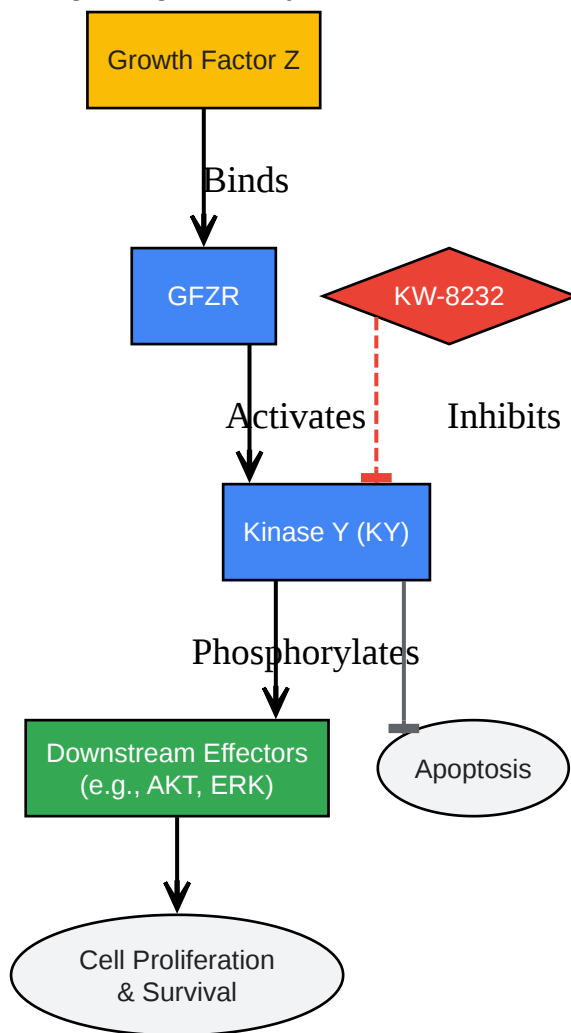 Growth Factor Z
Binds
GFZR
KW-8232
Activates
Inhibits
Kinase Y (KY)
Phosphorylates
Downstream Effectors
(e.g., AKT, ERK)
Apoptosis
Cell Proliferation
& Survival